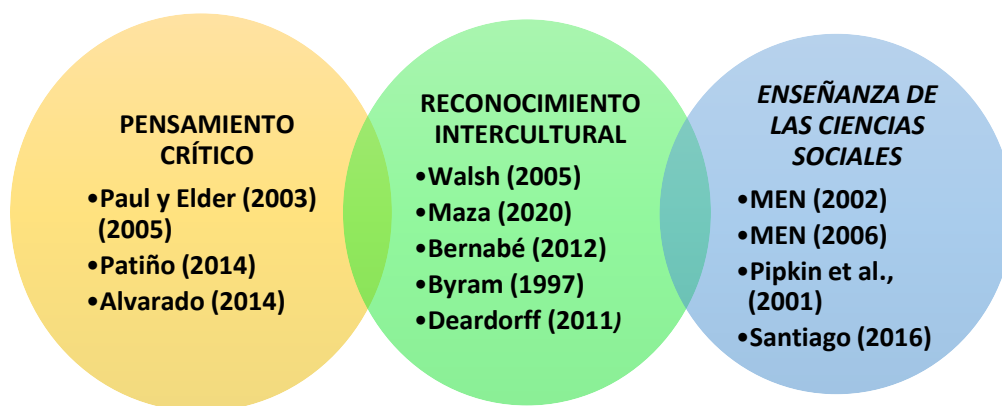 PENSAMIENTO
CRÍTICO
•Paul y Elder (2003)
(2005)
•Patiño (2014)
•Alvarado (2014)
RECONOCIMIENTO
INTERCULTURAL
•Walsh (2005)
•Maza (2020)
•Bernabé (2012)
•Byram (1997)
•Deardorff (2011)
ENSEÑANZA DE
LAS CIENCIAS
SOCIALES
•MEN (2002)
•MEN (2006)
•Pipkin et al.,
(2001)
•Santiago (2016)